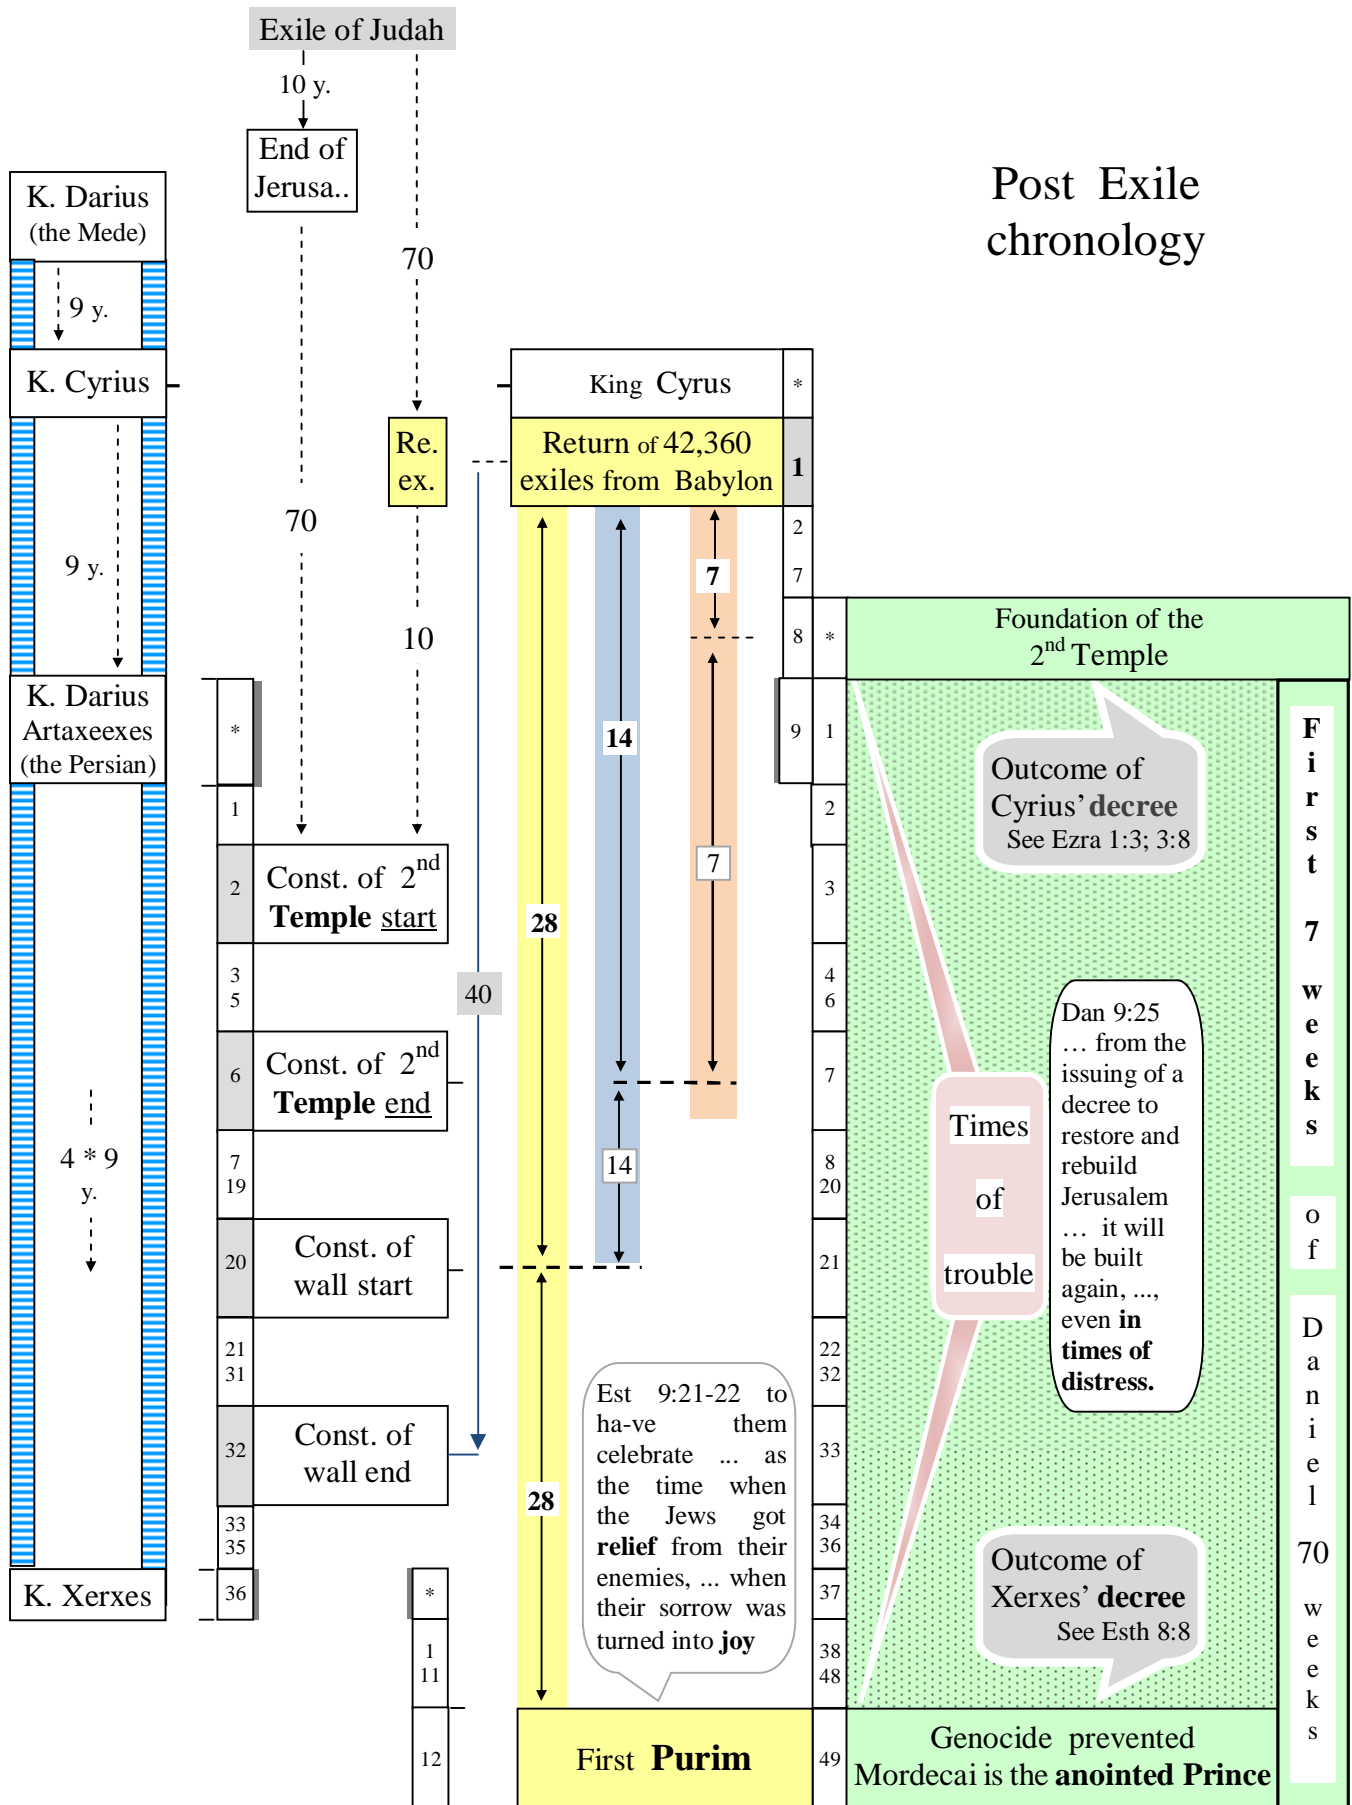 Exile of Judah
10 y.
End of
Jerusa..
Post Exile
chronology
K. Darius
(the Mede)
70
9 y.
K. Cyrius
King Cyrus
*
Re.
ex.
Return of 42,360
exiles from Babylon
1
70
2
7
7
9 y.
10
8
*
Foundation of the
2nd Temple
K. Darius
Artaxeexes
(the Persian)
*
14
9
1
Outcome of
Cyrius’ decree
See Ezra 1:3; 3:8
First 7 weeks
of
Daniel
70
weeks
1
2
2
Const. of 2nd
Temple start
7
3
28
3
5
40
4
6
Dan 9:25
… from the
issuing of a
decree to
restore and
rebuild
Jerusalem
… it will
be built
again, ...,
even in
times of
distress.
6
Const. of 2nd
Temple end
7
Times
of
trouble
4 * 9
y.
7
19
14
8
20
20
Const. of
wall start
21
21
31
22
32
Est 9:21-22 to
ha-ve them
celebrate ... as
the time when
the Jews got
relief from their
enemies, ... when
their sorrow was
turned into joy
32
Const. of
wall end
33
28
33
35
34
36
Outcome of
Xerxes’ decree
See Esth 8:8
K. Xerxes
36
*
37
1
11
38
48
12
First Purim
49
Genocide prevented
Mordecai is the anointed Prince